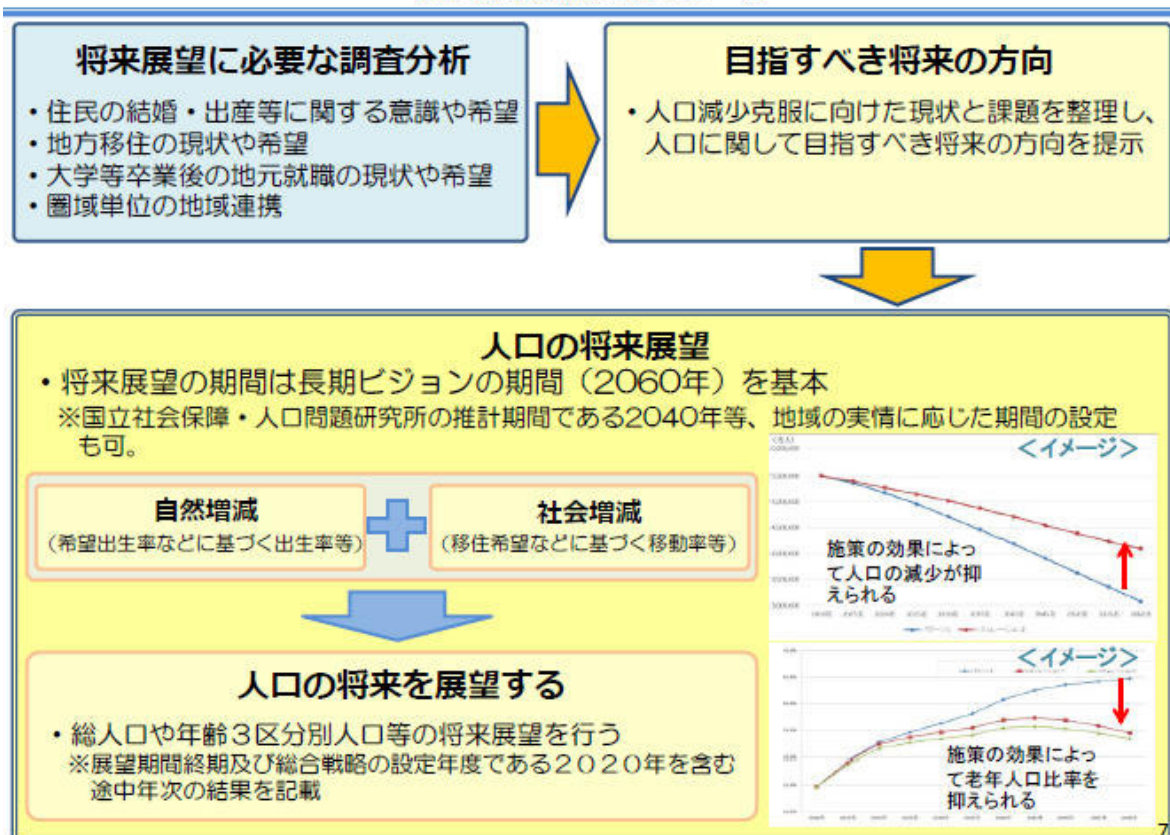 将来展望に必要な調査分析
・住民の結婚・出産等に関する意識や希望
・地方移住の現状や希望
・大学等卒業後の地元就職の現状や希望
・圏域単位の地域連携
目指すべき将来の方向
・人口減少克服に向けた現状と課題を整理し、
人口に関して目指すべき将来の方向を提示
人口の将来展望
・将来展望の期間は長期ビジョンの期間（2060年）を基本
※国立社会保障・人口問題研究所の推計期間である2040年等、地域の実情に応じた期間の設定
も可。
自然増減
（希望出生率などに基づく出生率等）
社会増減
（移住希望などに基づく移動率等）
人口の将来を展望する
・総人口や年齢３区分別人口等の将来展望を行う
※展望期間終期及び総合戦略の設定年度である２０２０年を含む
途中年次の結果を記載
＜イメージ＞
施策の効果によっ
て人口の減少が抑
えられる
＜イメージ＞
施策の効果によっ
て老年人口比率を
抑えられる
7